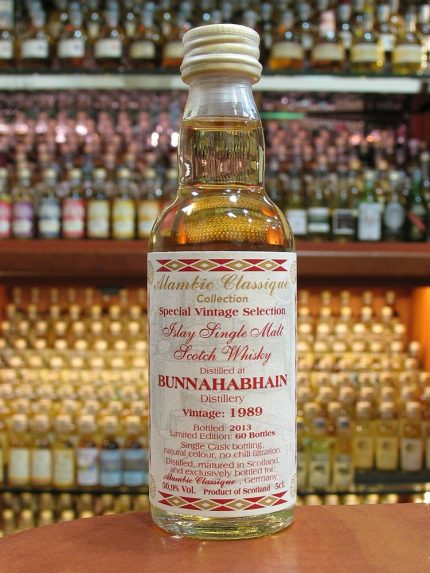 Alambic Classique
Collection
Special Vintage Selection
Islay Single Malt
Scotch Whisky
Distilled at
BUNNAHABHAIN
Distillery
Vintage: 1989
Bottled: 2013
Limited Edition: 60 Bottles
Single Cask bottling,
natural colour, no chill filtration.
Distilled, matured in Scotland
and exclusively bottled for:
Alambic Classique, Germany
50,9% Vol. Product of Scotland 5cl.